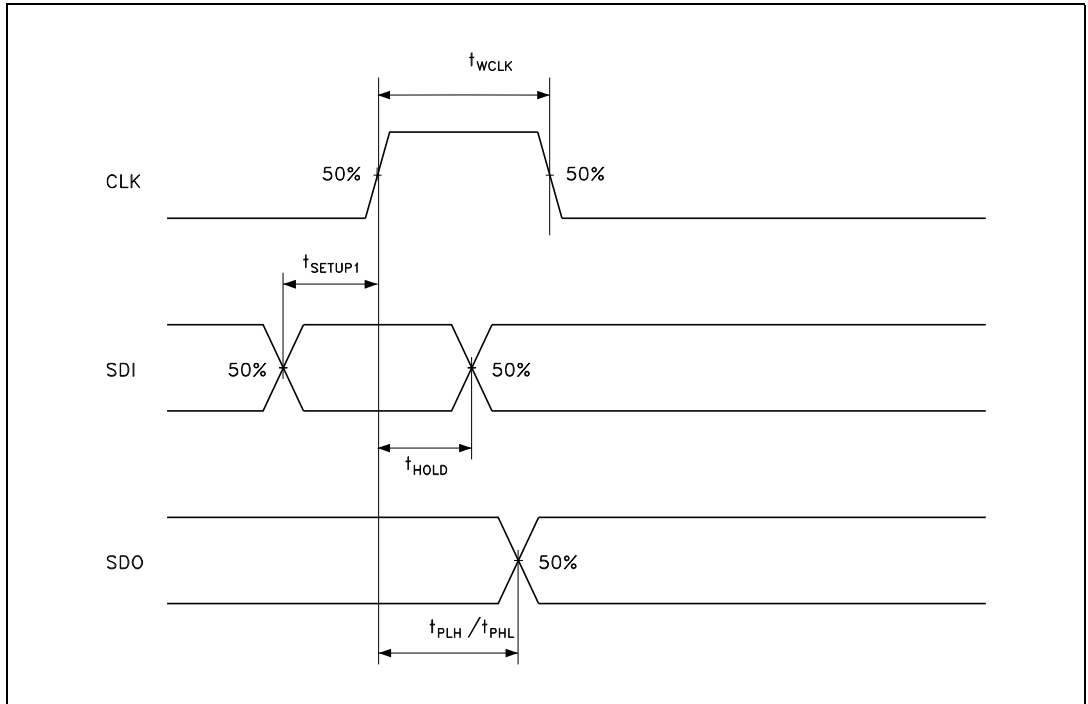 tWCLK
50%
50%
CLK
tSETUP1
SDI
50%
50%
tHOLD
SDO
50%
tPLH /tPHL